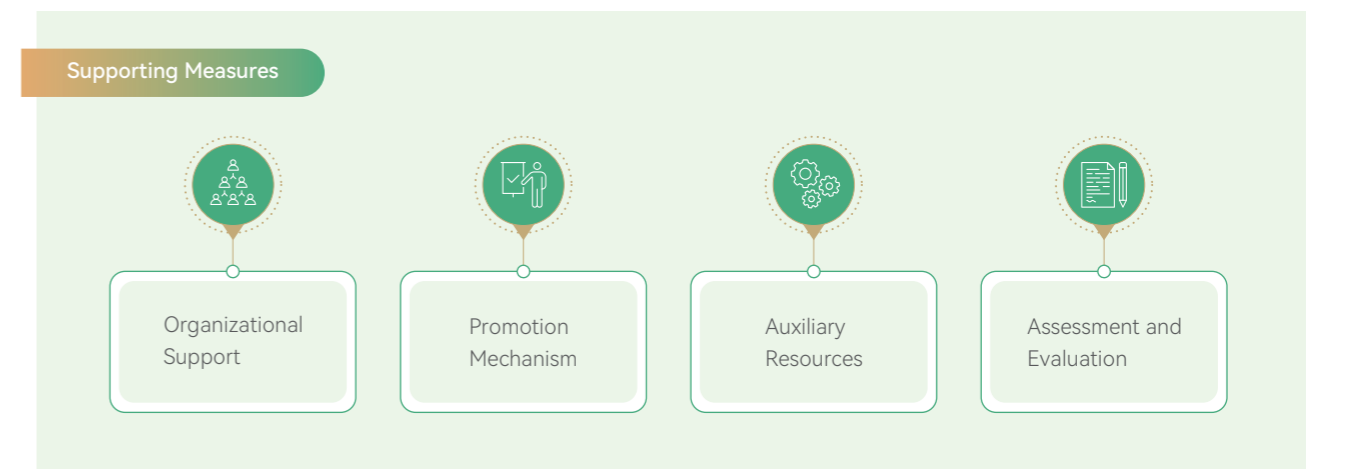 Supporting Measures
Organizational
Support
Promotion
Mechanism
Auxiliary
Resources
Assessment and
Evaluation